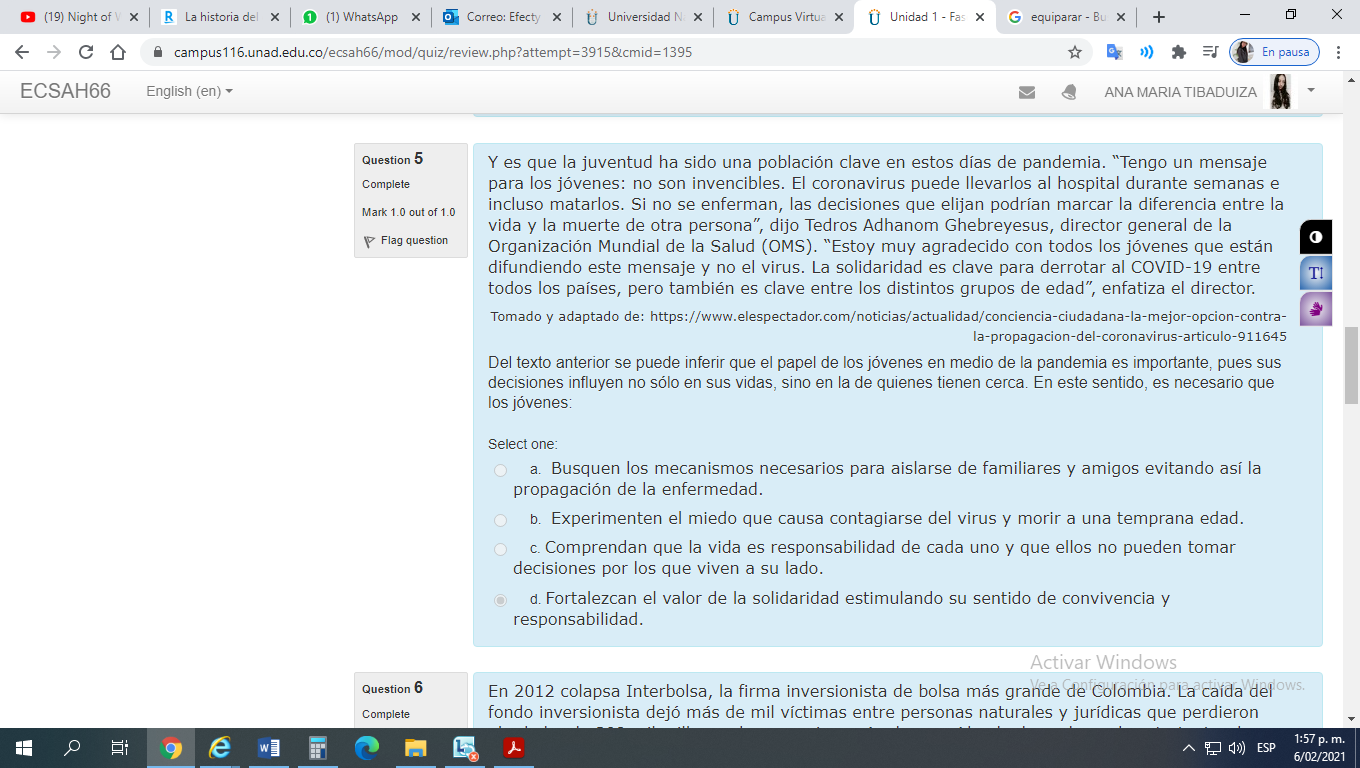 (19) Night of W
La historia del
(1) WhatsApp
Correo: Efecty
Universidad N
Campus Virtua
Unidad 1 - Fas
equiparar - Bu
campus116.unad.edu.co/ecsah66/mod/quiz/review.php?attempt=3915&cmid=1395
En pausa
ECSAH66
English (en)
ANA MARIA TIBADUIZA
Question 5
Complete
Mark 1.0 out of 1.0
Flag question
Y es que la juventud ha sido una población clave en estos días de pandemia. “Tengo un mensaje
para los jóvenes: no son invencibles. El coronavirus puede llevarlos al hospital durante semanas e
incluso matarlos. Si no se enferman, las decisiones que elijan podrían marcar la diferencia entre la
vida y la muerte de otra persona”, dijo Tedros Adhanom Ghebreyesus, director general de la
Organización Mundial de la Salud (OMS). “Estoy muy agradecido con todos los jóvenes que están
difundiendo este mensaje y no el virus. La solidaridad es clave para derrotar al COVID-19 entre
todos los países, pero también es clave entre los distintos grupos de edad”, enfatiza el director.
Tomado y adaptado de: https://www.elespectador.com/noticias/actualidad/conciencia-ciudadana-la-mejor-opcion-contra-
la-propagacion-del-coronavirus-articulo-911645
Del texto anterior se puede inferir que el papel de los jóvenes en medio de la pandemia es importante, pues sus
decisiones influyen no sólo en sus vidas, sino en la de quienes tienen cerca. En este sentido, es necesario que
los jóvenes:
Select one:
a. Busquen los mecanismos necesarios para aislarse de familiares y amigos evitando así la
propagación de la enfermedad.
b. Experimenten el miedo que causa contagiarse del virus y morir a una temprana edad.
c. Comprendan que la vida es responsabilidad de cada uno y que ellos no pueden tomar
decisiones por los que viven a su lado.
d. Fortalezcan el valor de la solidaridad estimulando su sentido de convivencia y
responsabilidad.
Activar Windows
Ve a Configuración para activar Windows.
Question 6
Complete
En 2012 colapsa Interbolsa, la firma inversionista de bolsa más grande de Colombia. La caída del
fondo inversionista dejó más de mil víctimas entre personas naturales y jurídicas que perdieron
ESP
1:57 p. m.
6/02/2021